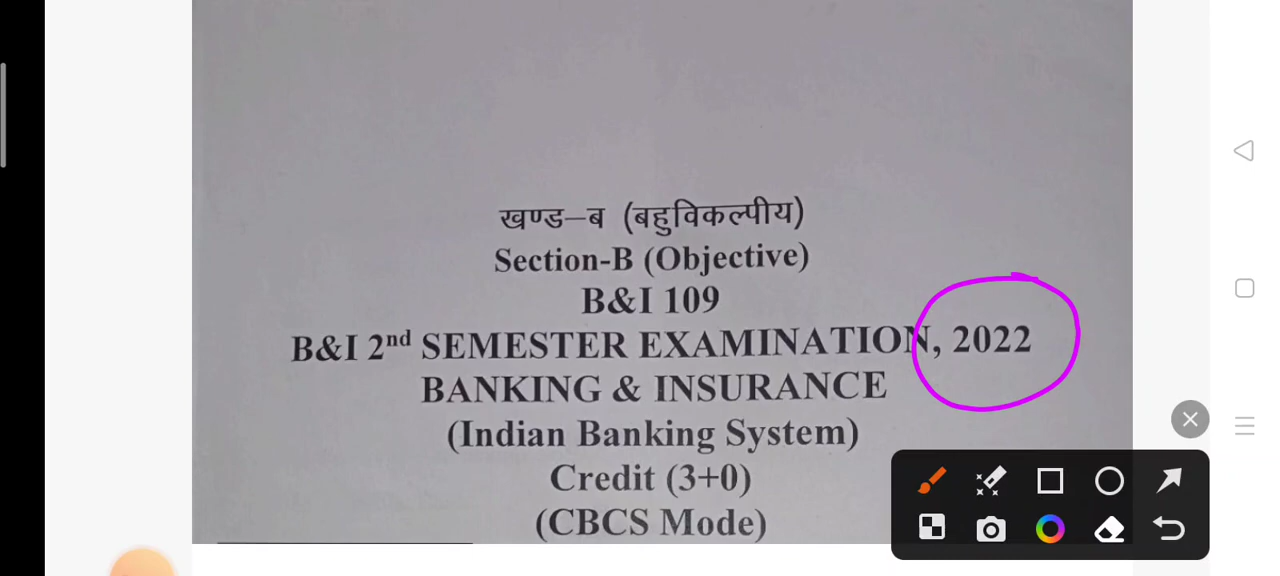 खण्ड–ब (बहुविकल्पीय)
Section-B (Objective)
B&I 109
B&I 2nd SEMESTER EXAMINATION, 2022
BANKING & INSURANCE
(Indian Banking System)
Credit (3+0)
(CBCS Mode)